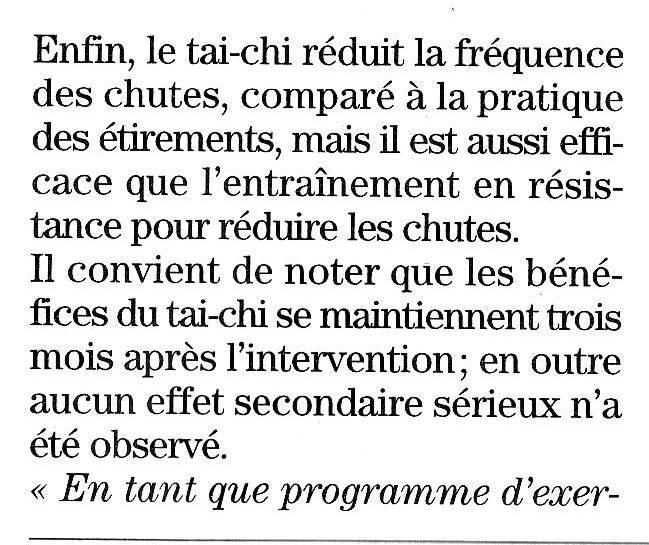 Enfin, le tai-chi réduit la fréquence
des chutes, comparé à la pratique
des étirements, mais il est aussi effi-
cace que l'entraînement en résis-
tance pour réduire les chutes.
Il convient de noter que les béné-
fices du tai-chi se maintiennent trois
mois après l'intervention ; en outre
aucun effet secondaire sérieux n'a
été observé.
« En tant que programme d'exer-